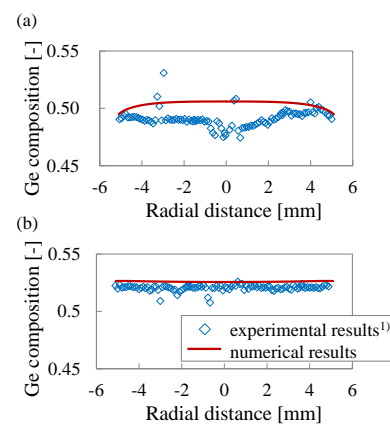 (a)
0.55
0.50
0.45
Ge composition [-]
-6 -4 -2 0 2 4 6
Radial distance [mm]
(b)
0.55
0.5
0.45
Ge composition [-]
experimental results1)
numerical results
-6 -4 -2 0 2 4 6
Radial distance [mm]